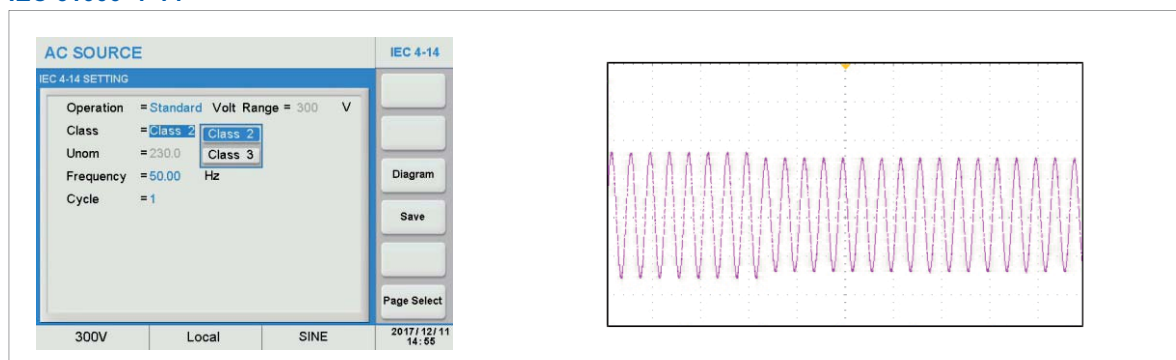 AC SOURCE
IEC 4-14
IEC 4-14 SETTING
Operation =Standard Volt Range = 300 V
Class =Class 2
Class 2
Class 3
Unom =230.0
Frequency =50.00 Hz
Cycle =1
Diagram
Save
Page Select
300V Local SINE 2017/12/11
14:55